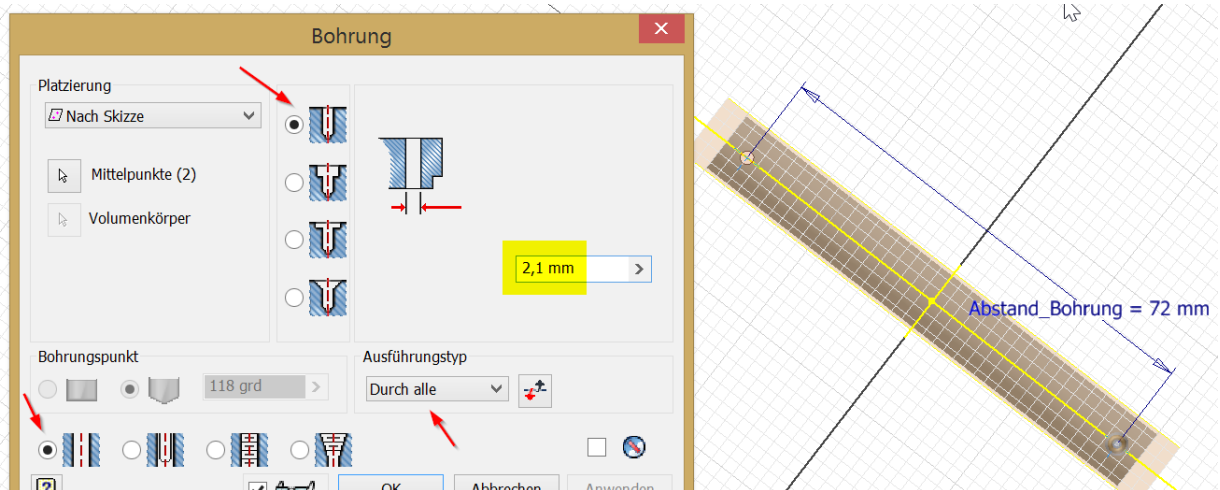 Bohrung
Platzierung
Nach Skizze
Mittelpunkte (2)
Volumenkörper
2,1 mm
Bohrungspunkt
118 grd
Ausführungstyp
Durch alle
?
OK
Abbrechen
Anwenden
Abstand_Bohrung = 72 mm